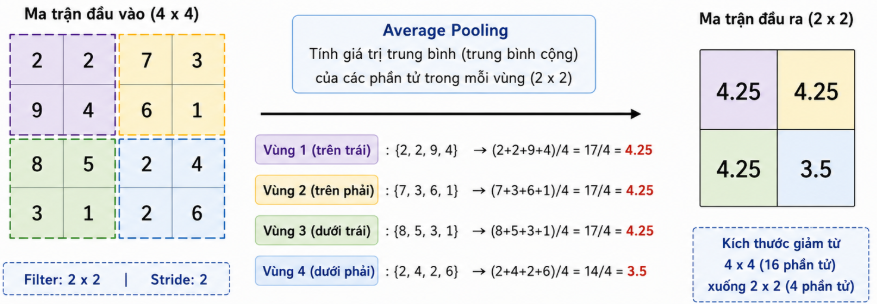 Ma trận đầu vào (4 x 4)
2 2 7 3
9 4 6 1
8 5 2 4
3 1 2 6
Filter: 2 x 2 | Stride: 2
Average Pooling
Tính giá trị trung bình (trung bình cộng)
của các phần tử trong mỗi vùng (2 x 2)
Vùng 1 (trên trái) : {2, 2, 9, 4} → (2+2+9+4)/4 = 17/4 = 4.25
Vùng 2 (trên phải) : {7, 3, 6, 1} → (7+3+6+1)/4 = 17/4 = 4.25
Vùng 3 (dưới trái) : {8, 5, 3, 1} → (8+5+3+1)/4 = 17/4 = 4.25
Vùng 4 (dưới phải) : {2, 4, 2, 6} → (2+4+2+6)/4 = 14/4 = 3.5
Ma trận đầu ra (2 x 2)
4.25 4.25
4.25 3.5
Kích thước giảm từ
4 x 4 (16 phần tử)
xuống 2 x 2 (4 phần tử)